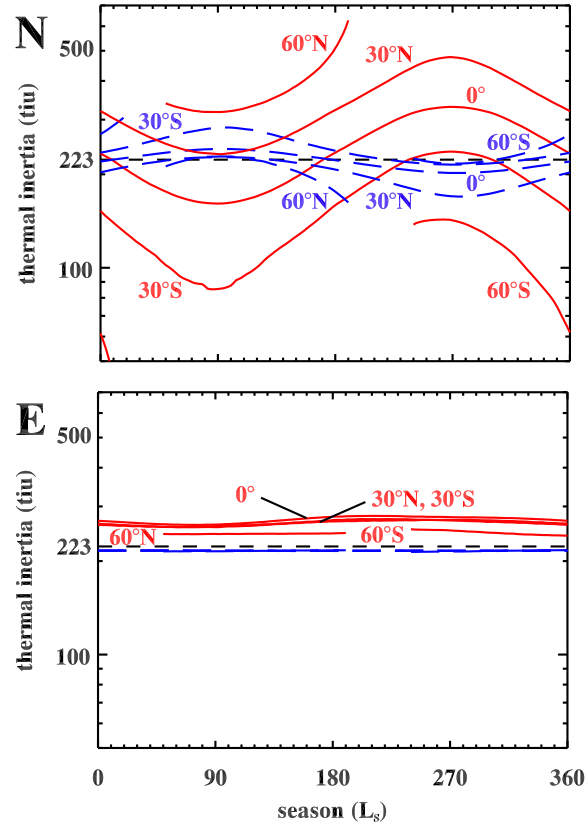 N
500
60°N
30°N
0°
30°S
60°S
223
0°
60°N
30°N
thermal inertia (tiu)
100
30°S
60°S
E
500
0°
30°N, 30°S
60°N
60°S
223
thermal inertia ((tiu)
100
0
90
180
270
360
season (Ls)